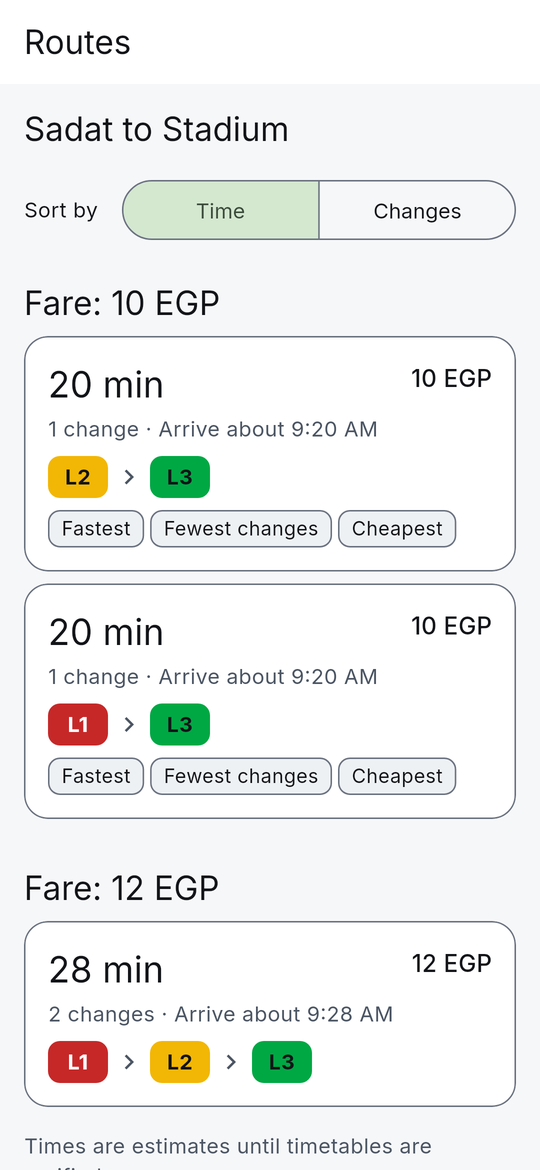 Routes
Sadat to Stadium
Sort by Time Changes
Fare: 10 EGP
20 min 10 EGP
1 change · Arrive about 9:20 AM
L2 > L3
Fastest Fewest changes Cheapest
20 min 10 EGP
1 change · Arrive about 9:20 AM
L1 > L3
Fastest Fewest changes Cheapest
Fare: 12 EGP
28 min 12 EGP
2 changes · Arrive about 9:28 AM
L1 > L2 > L3
Times are estimates until timetables are